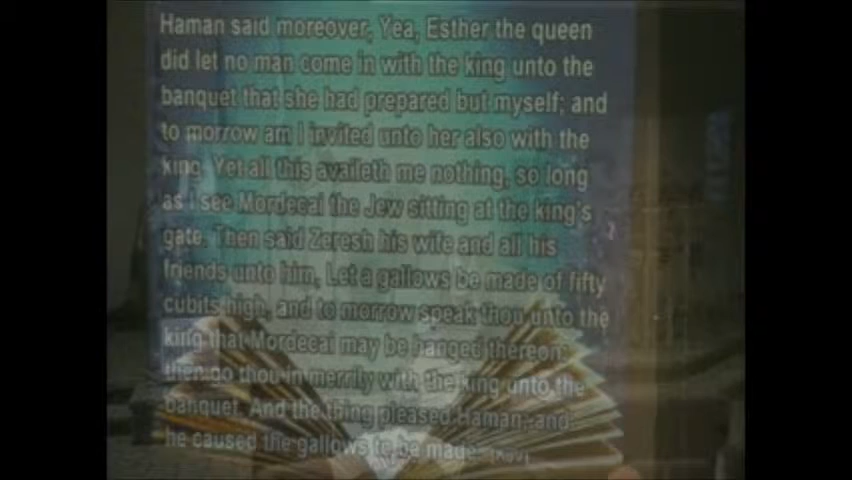 Haman said moreover, Yea, Esther the queen
did let no man come in with the king unto the
banquet that she had prepared but myself; and
to morrow am I invited unto her also with the
king. Yet all this availeth me nothing, so long
as I see Mordecai the Jew sitting at the king's
gate. Then said Zeresh his wife and all his
friends unto him, Let a gallows be made of fifty
cubits high, and to morrow speak thou unto the
king that Mordecai may be hanged thereon:
then go thou in merrily with the king unto the
banquet. And the thing pleased Haman; and
he caused the gallows to be made. (KJV)